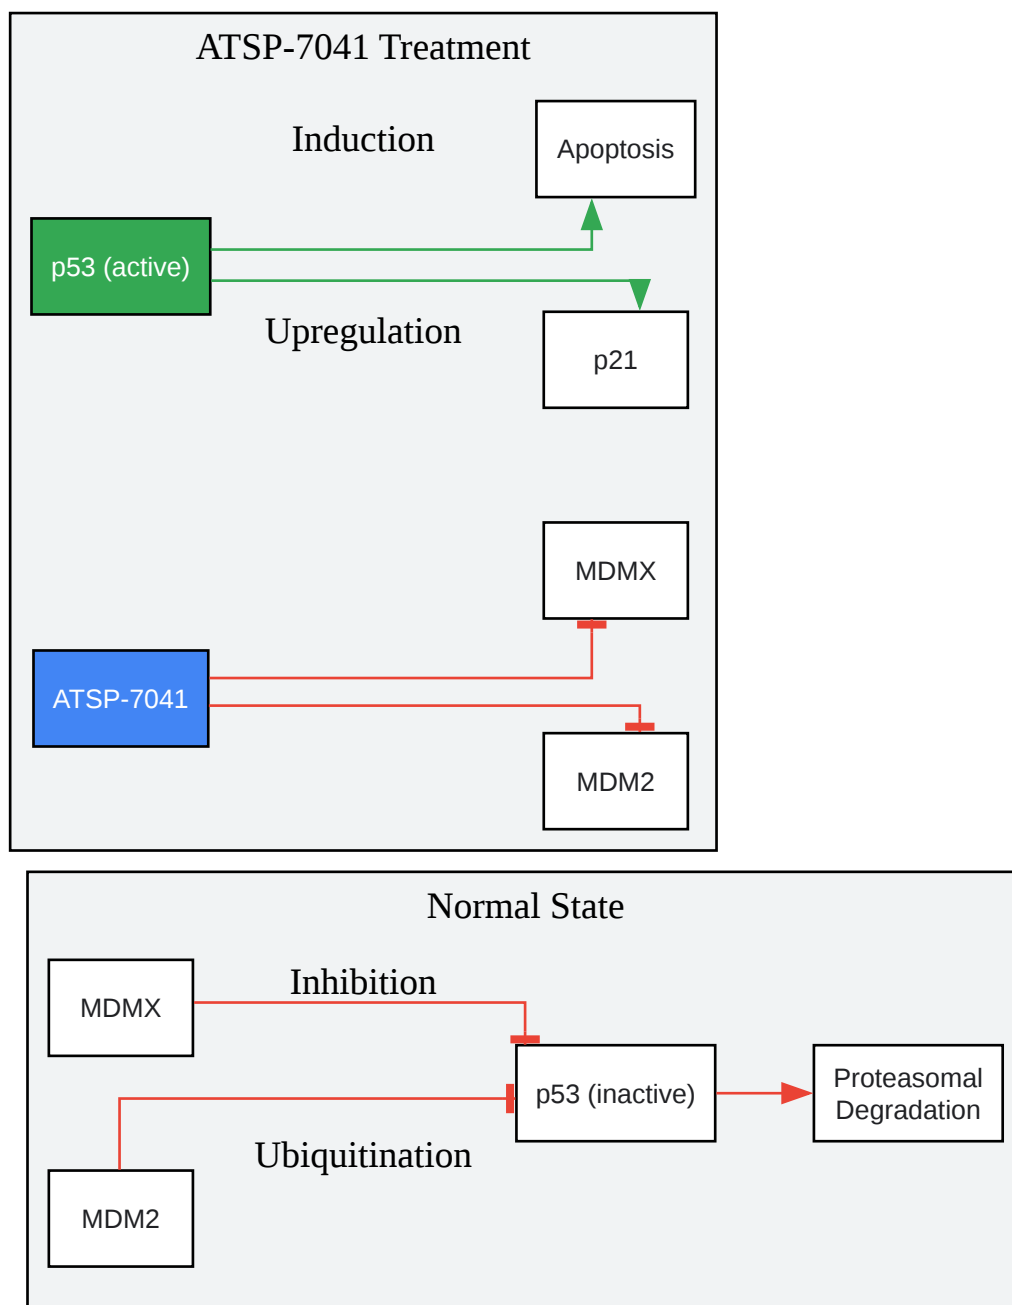 ATSP-7041 Treatment
Induction
Apoptosis
p53 (active)
Upregulation
p21
MDMX
ATSP-7041
MDM2
Normal State
MDMX
Inhibition
p53 (inactive)
Proteasomal
Degradation
Ubiquitination
MDM2